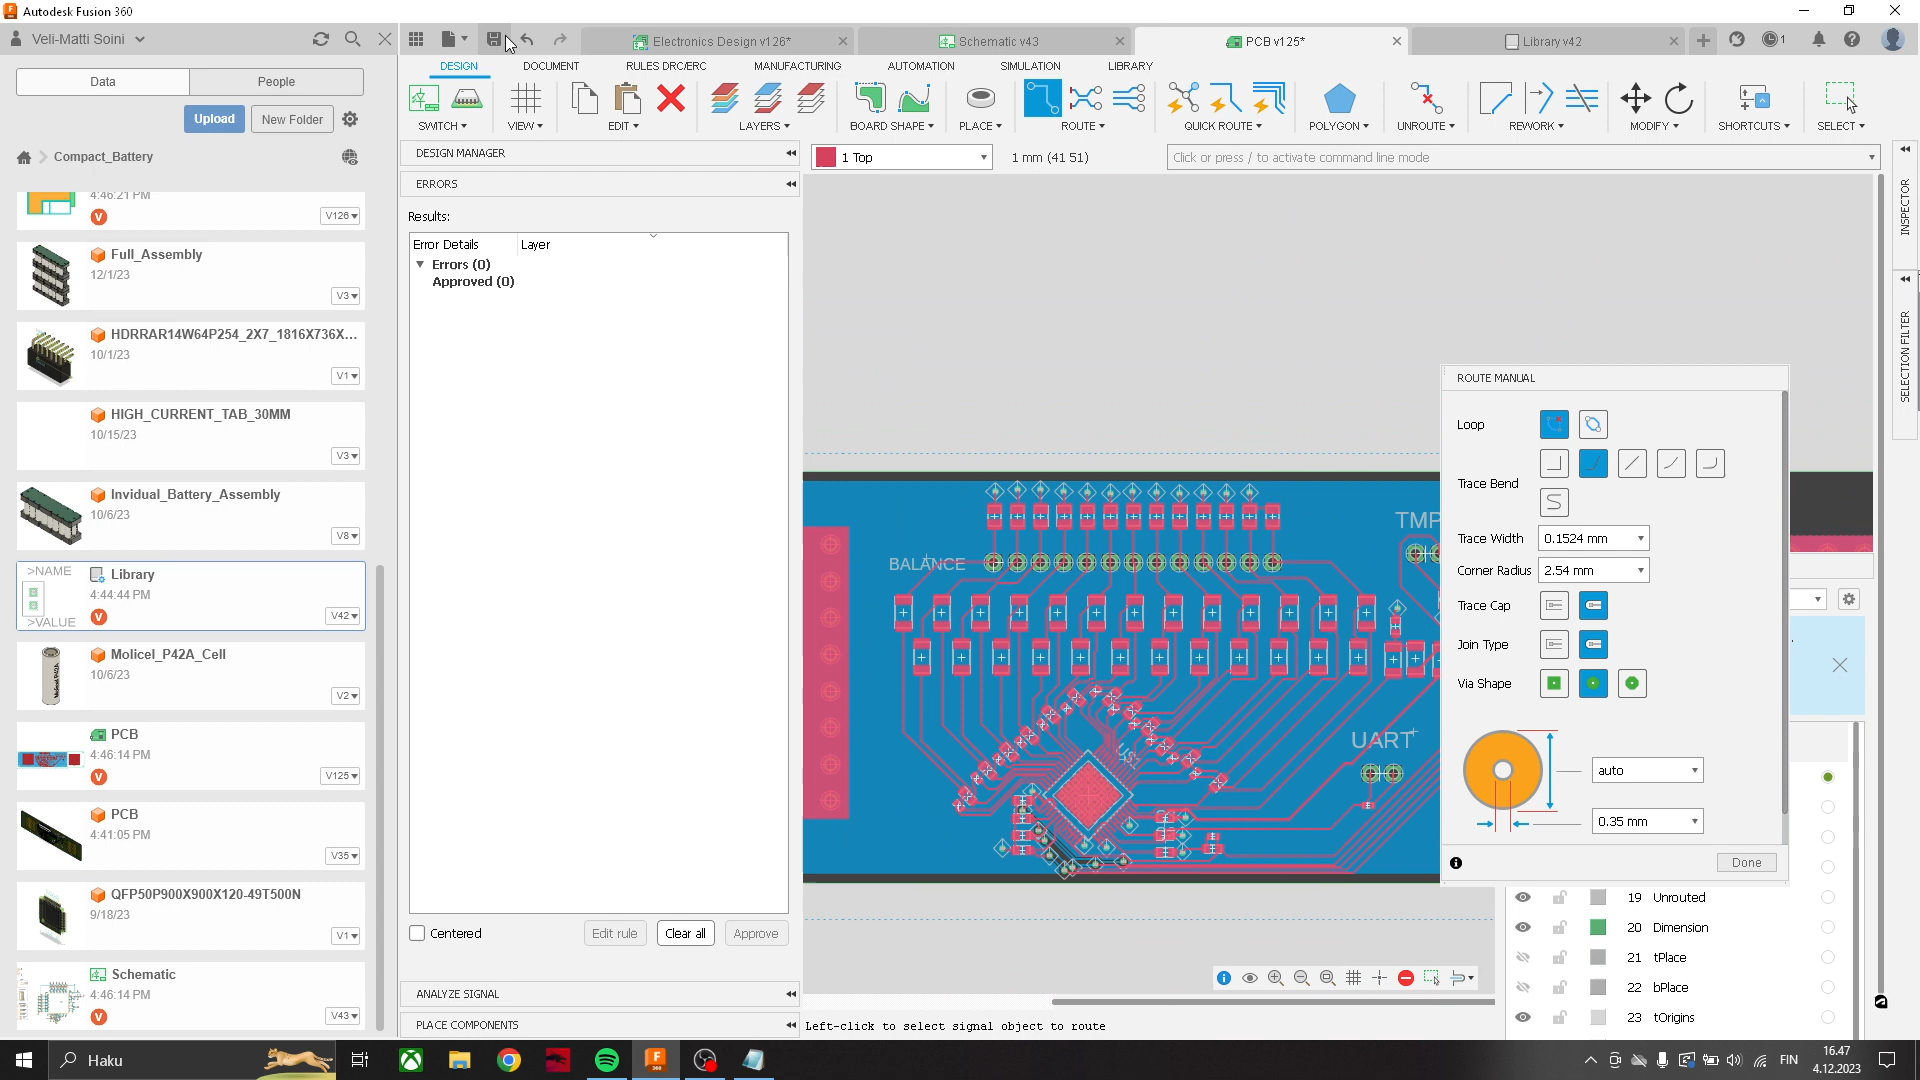 Autodesk Fusion 360
Veli-Matti Soini
Electronics Design v126*
Schematic v43
PCB v125*
Library v42
1
Data
People
DESIGN
DOCUMENT
RULES DRC/ERC
MANUFACTURING
AUTOMATION
SIMULATION
LIBRARY
Upload
New Folder
SWITCH
VIEW
EDIT
LAYERS
BOARD SHAPE
PLACE
ROUTE
QUICK ROUTE
POLYGON
UNROUTE
REWORK
MODIFY
SHORTCUTS
SELECT
Compact_Battery
DESIGN MANAGER
1 Top
1 mm (41 51)
Click or press / to activate command line mode
ERRORS
INSPECTOR
SELECTION FILTER
Results:
Error Details
Layer
Errors (0)
Approved (0)
4:46:21 PM
V
V126
Full_Assembly
12/1/23
V3
HDRRAR14W64P254_2X7_1816X736X...
10/1/23
V1
HIGH_CURRENT_TAB_30MM
10/15/23
V3
Invidual_Battery_Assembly
10/6/23
V8
>NAME
>VALUE
Library
4:44:44 PM
V
V42
Molicel_P42A_Cell
10/6/23
V2
PCB
4:46:14 PM
V
V125
PCB
4:41:05 PM
V35
QFP50P900X900X120-49T500N
9/18/23
V1
Schematic
4:46:14 PM
V
V43
BALANCE
TMP
UART
US1
ROUTE MANUAL
Loop
Trace Bend
Trace Width
0.1524 mm
Corner Radius
2.54 mm
Trace Cap
Join Type
Via Shape
auto
0.35 mm
Done
19 Unrouted
20 Dimension
21 tPlace
22 bPlace
23 tOrigins
Centered
Edit rule
Clear all
Approve
ANALYZE SIGNAL
PLACE COMPONENTS
Left-click to select signal object to route
Haku
FIN
16.47
4.12.2023